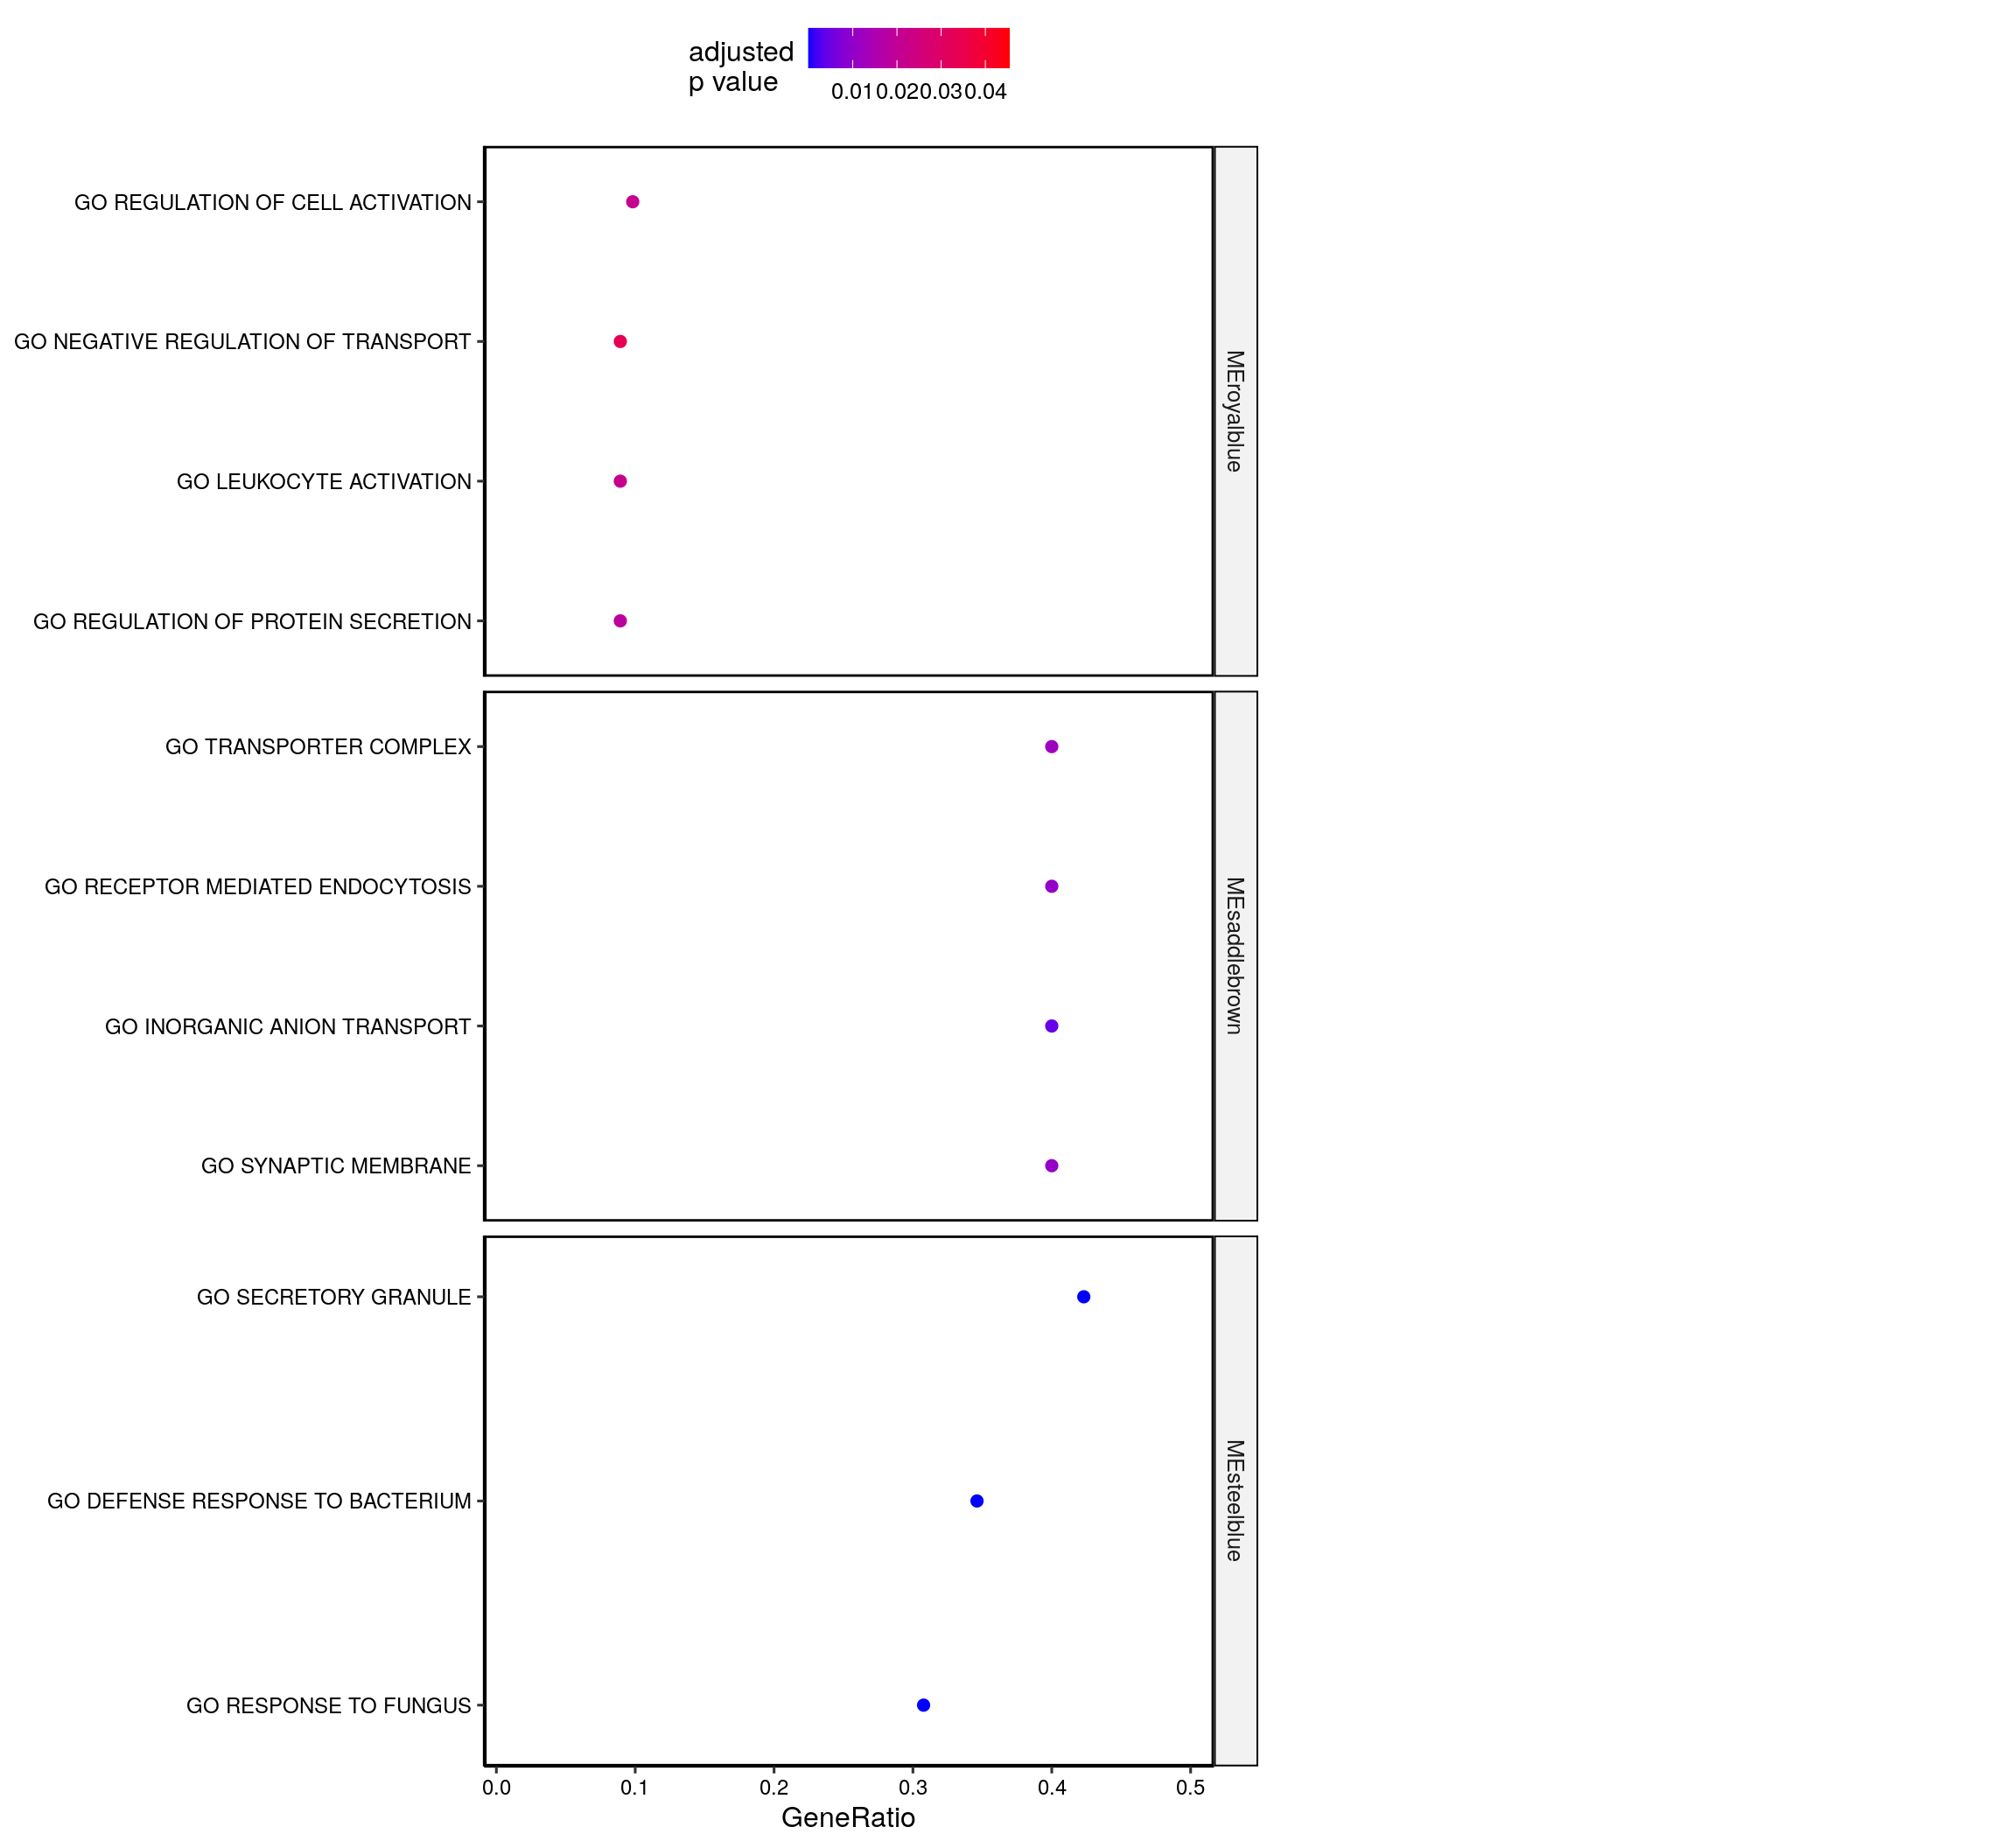 adjusted
p value
0.01 0.02 0.03 0.04
GO REGULATION OF CELL ACTIVATION
GO NEGATIVE REGULATION OF TRANSPORT
GO LEUKOCYTE ACTIVATION
GO REGULATION OF PROTEIN SECRETION
MEroyalblue
GO TRANSPORTER COMPLEX
GO RECEPTOR MEDIATED ENDOCYTOSIS
GO INORGANIC ANION TRANSPORT
GO SYNAPTIC MEMBRANE
MEsaddlebrown
GO SECRETORY GRANULE
GO DEFENSE RESPONSE TO BACTERIUM
GO RESPONSE TO FUNGUS
MEsteelblue
0.0 0.1 0.2 0.3 0.4 0.5
GeneRatio